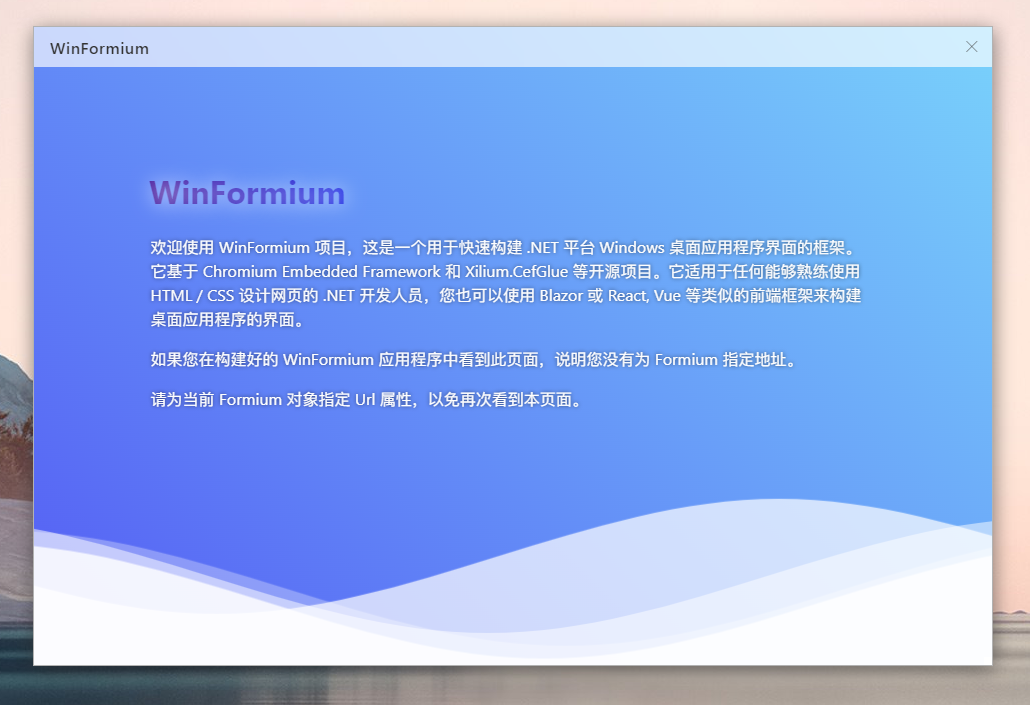 WinFormium
WinFormium
欢迎使用 WinFormium 项目，这是一个用于快速构建 .NET 平台 Windows 桌面应用程序界面的框架。
它基于 Chromium Embedded Framework 和 Xilium.CefGlue 等开源项目。它适用于任何能够熟练使用
HTML / CSS 设计网页的 .NET 开发人员，您也可以使用 Blazor 或 React, Vue 等类似的前端框架来构建
桌面应用程序的界面。
如果您在构建好的 WinFormium 应用程序中看到此页面，说明您没有为 Formium 指定地址。
请为当前 Formium 对象指定 Url 属性，以免再次看到本页面。